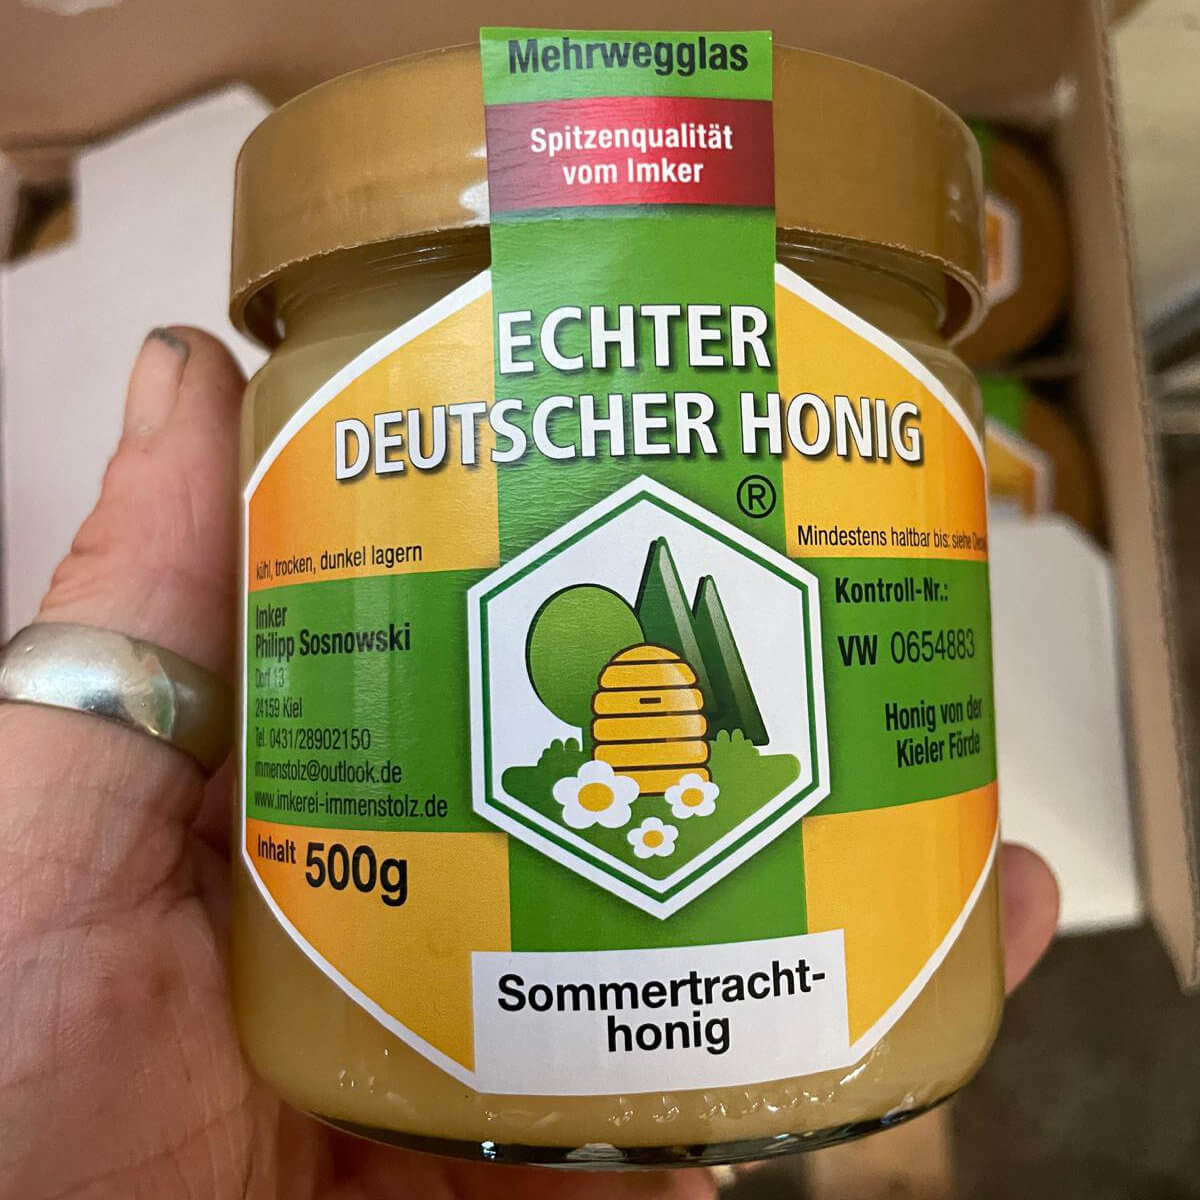 Mehrwegglas
Spitzenqualität
vom Imker
ECHTER
DEUTSCHER HONIG
®
kühl, trocken, dunkel lagern
Imker
Philipp Sosnowski
Dorf 13
24159 Kiel
Tel. 0431/28902150
immenstolz@outlook.de
www.imkerei-immenstolz.de
Inhalt 500g
Mindestens haltbar bis: siehe
Kontroll-Nr.:
VW 0654883
Honig von der
Kieler Förde
Sommertracht-
honig